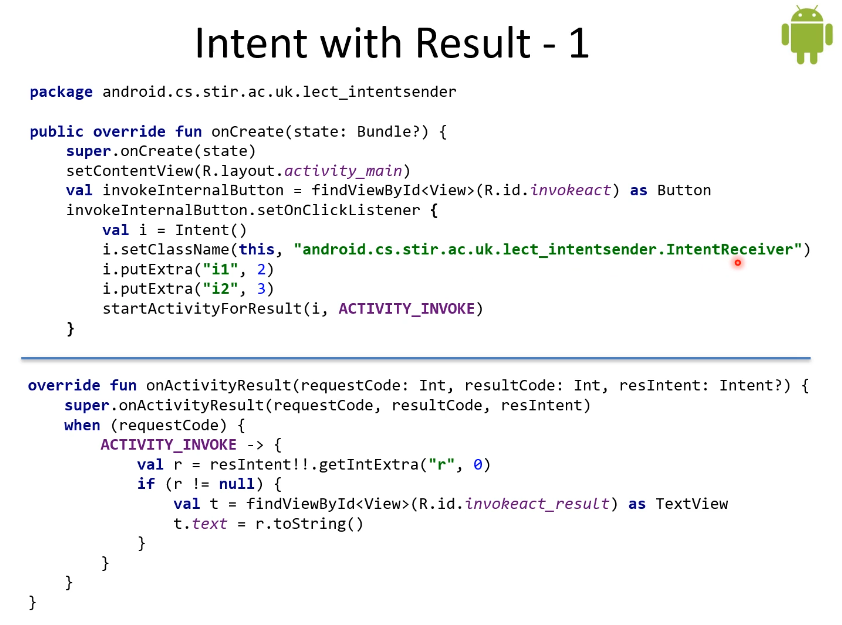 Intent with Result - 1
package android.cs.stir.ac.uk.lect_intentsender
public override fun onCreate(state: Bundle?) {
    super.onCreate(state)
    setContentView(R.layout.activity_main)
    val invokeInternalButton = findViewById<View>(R.id.invokeact) as Button
    invokeInternalButton.setOnClickListener {
        val i = Intent()
        i.setClassName(this, "android.cs.stir.ac.uk.lect_intentsender.IntentReceiver")
        i.putExtra("i1", 2)
        i.putExtra("i2", 3)
        startActivityForResult(i, ACTIVITY_INVOKE)
    }
override fun onActivityResult(requestCode: Int, resultCode: Int, resIntent: Intent?) {
    super.onActivityResult(requestCode, resultCode, resIntent)
    when (requestCode) {
        ACTIVITY_INVOKE -> {
            val r = resIntent!!.getIntExtra("r", 0)
            if (r != null) {
                val t = findViewById<View>(R.id.invokeact_result) as TextView
                t.text = r.toString()
            }
        }
    }
}